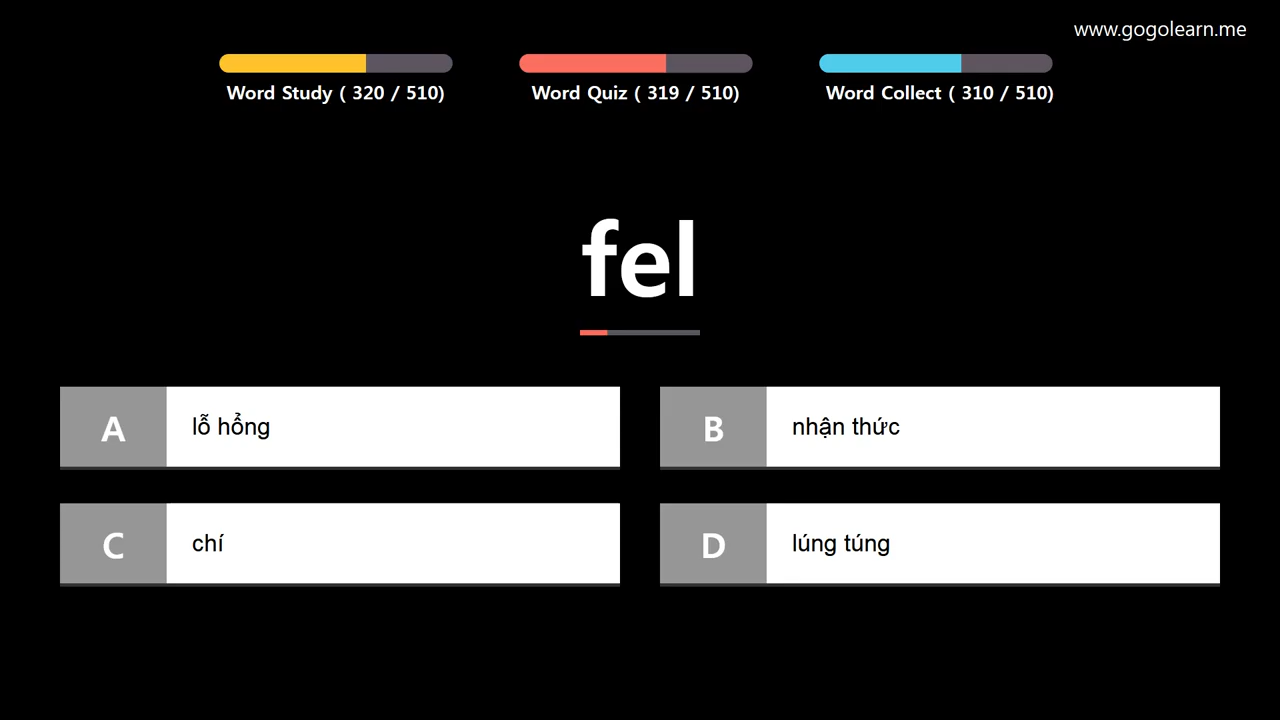 www.gogolearn.me
Word Study ( 320 / 510)
Word Quiz ( 319 / 510)
Word Collect ( 310 / 510)
fel
A lỗ hổng
B nhận thức
C chí
D lúng túng